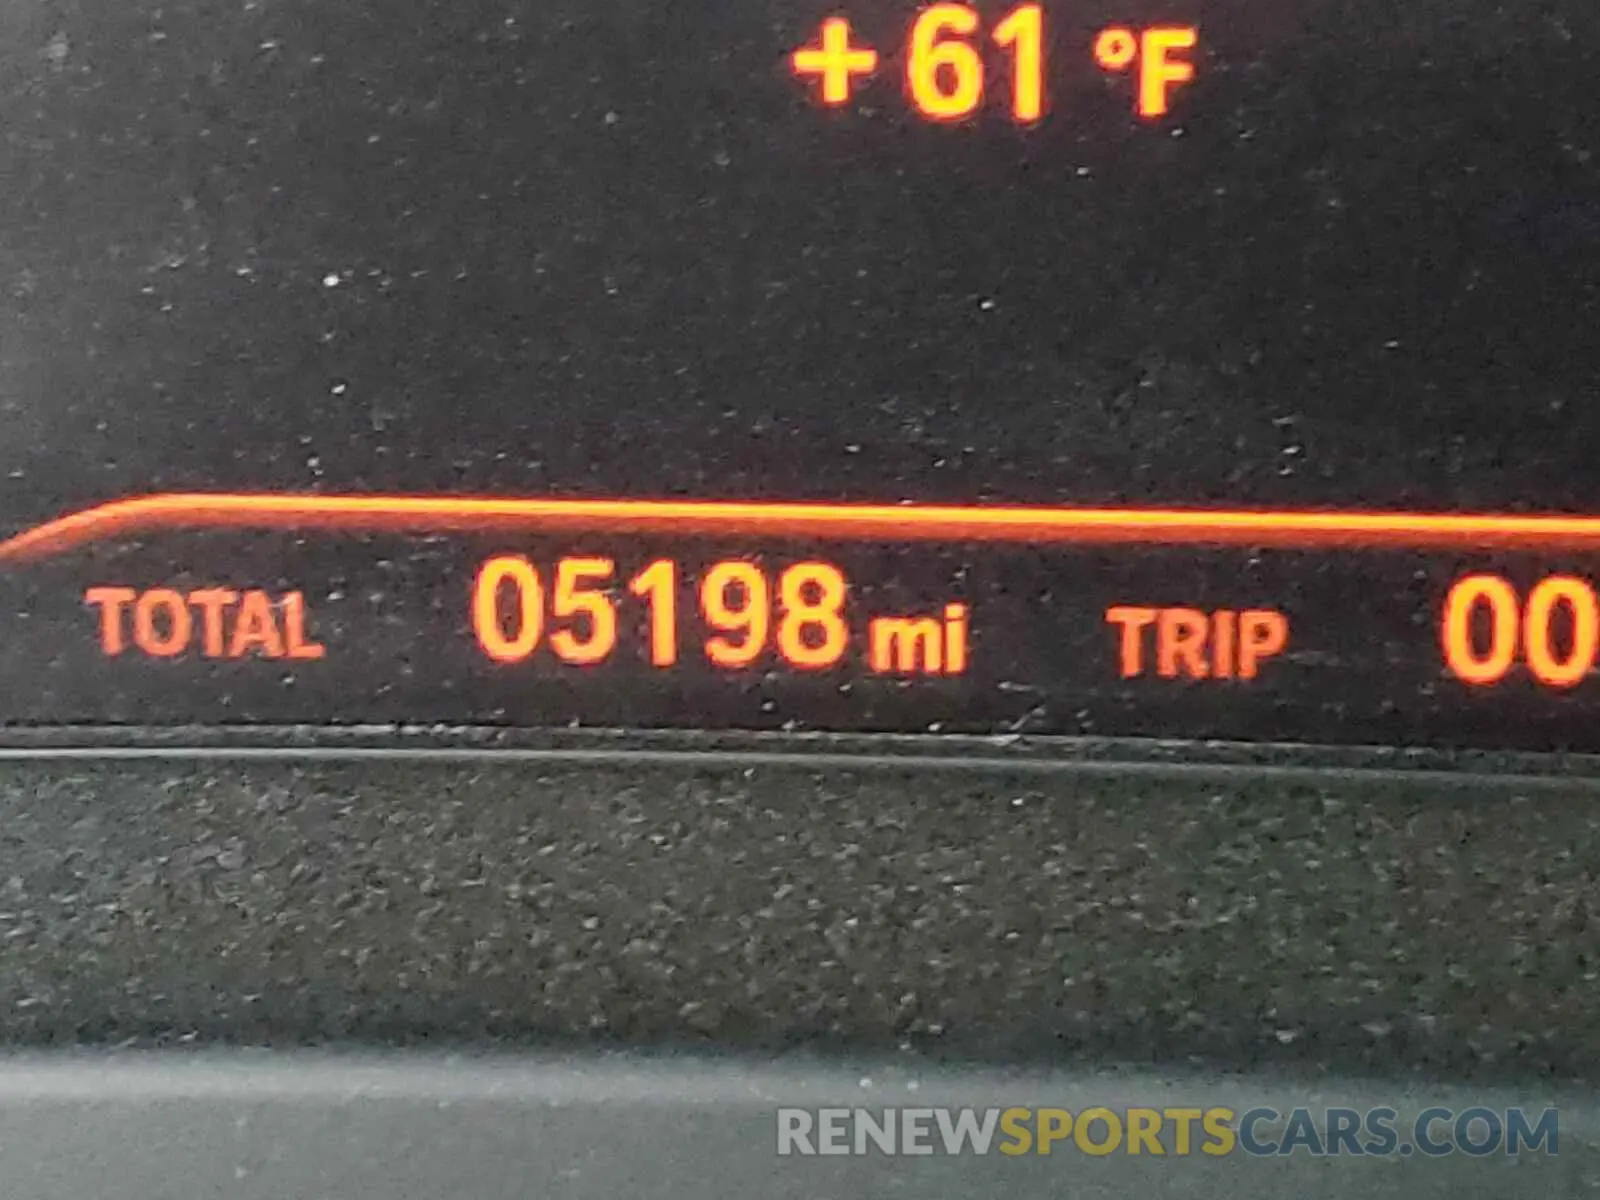 +61 °F
TOTAL 05198 mi TRIP 00
RENEWSPORTSCARS.COM